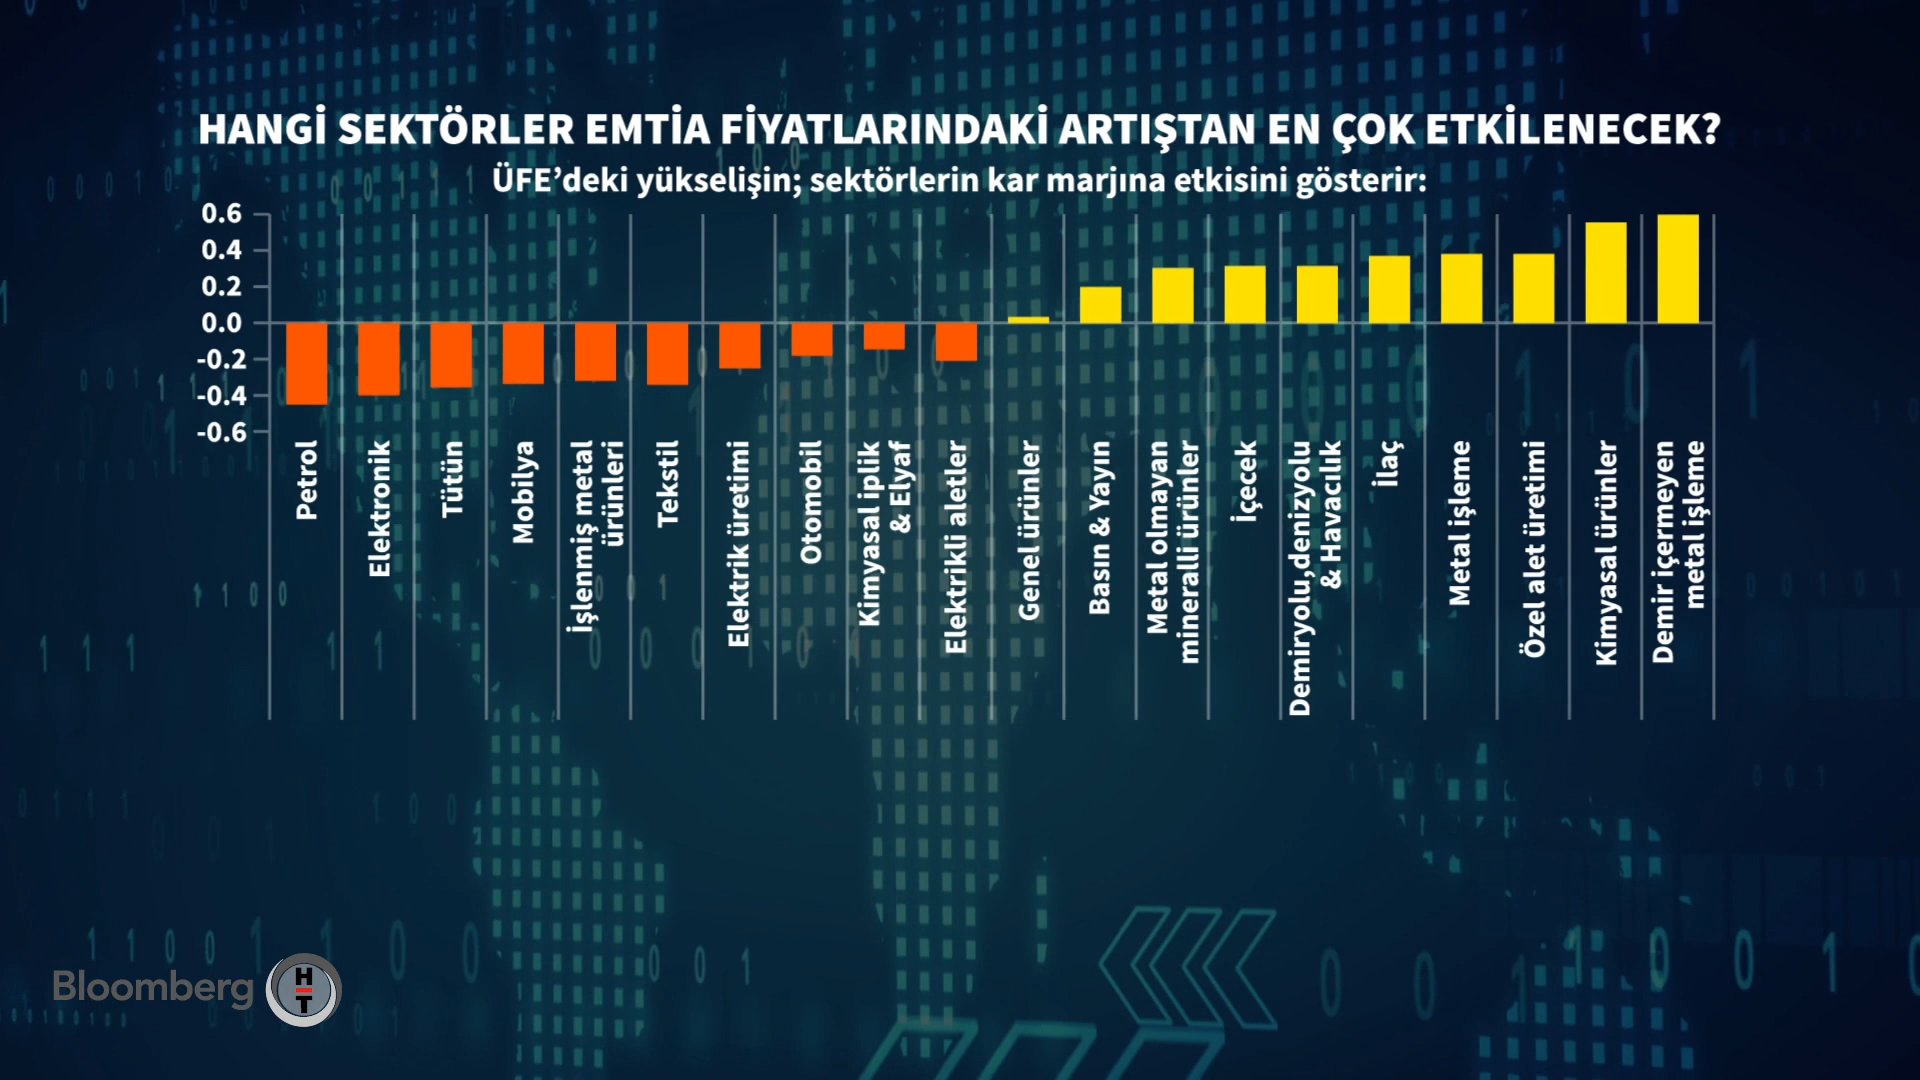 HANGİ SEKTÖRLER EMTİA FİYATLARINDAKİ ARTIŞTAN EN ÇOK ETKİLENECEK?
ÜFE'deki yükselişin; sektörlerin kar marjına etkisini gösterir:
0.6
0.4
0.2
0.0
-0.2
-0.4
-0.6
Petrol
Elektronik
Tütün
Mobilya
İşlenmiş metal
ürünleri
Tekstil
Elektrik üretimi
Otomobil
Kimyasal iplik
& Elyaf
Elektrikli aletler
Genel ürünler
Basın & Yayın
Metal olmayan
mineralli ürünler
İçecek
Demiryolu,denizyolu
& Havacılık
İlaç
Metal işleme
Özel alet üretimi
Kimyasal ürünler
Demir içermeyen
metal işleme
Bloomberg HT